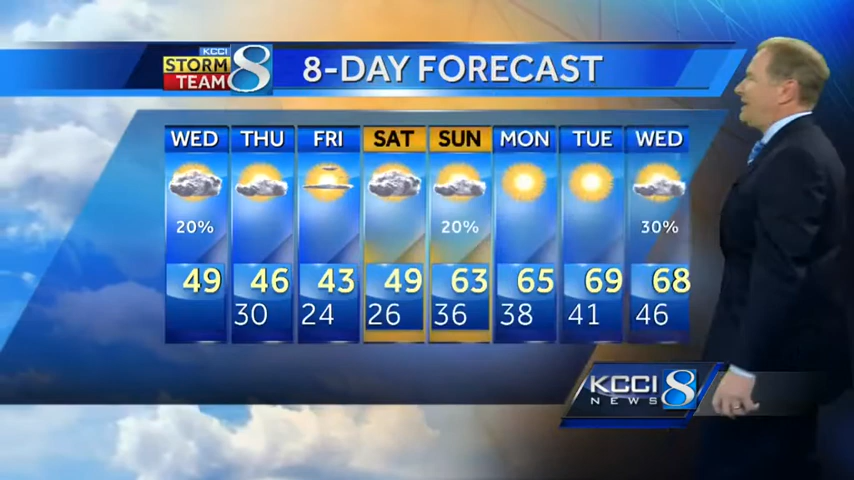 KCCI
STORM
TEAM 8
8-DAY FORECAST
WED THU FRI SAT SUN MON TUE WED
20% 20% 30%
49 46 43 49 63 65 69 68
30 24 26 36 38 41 46
KCCI 8
NEWS